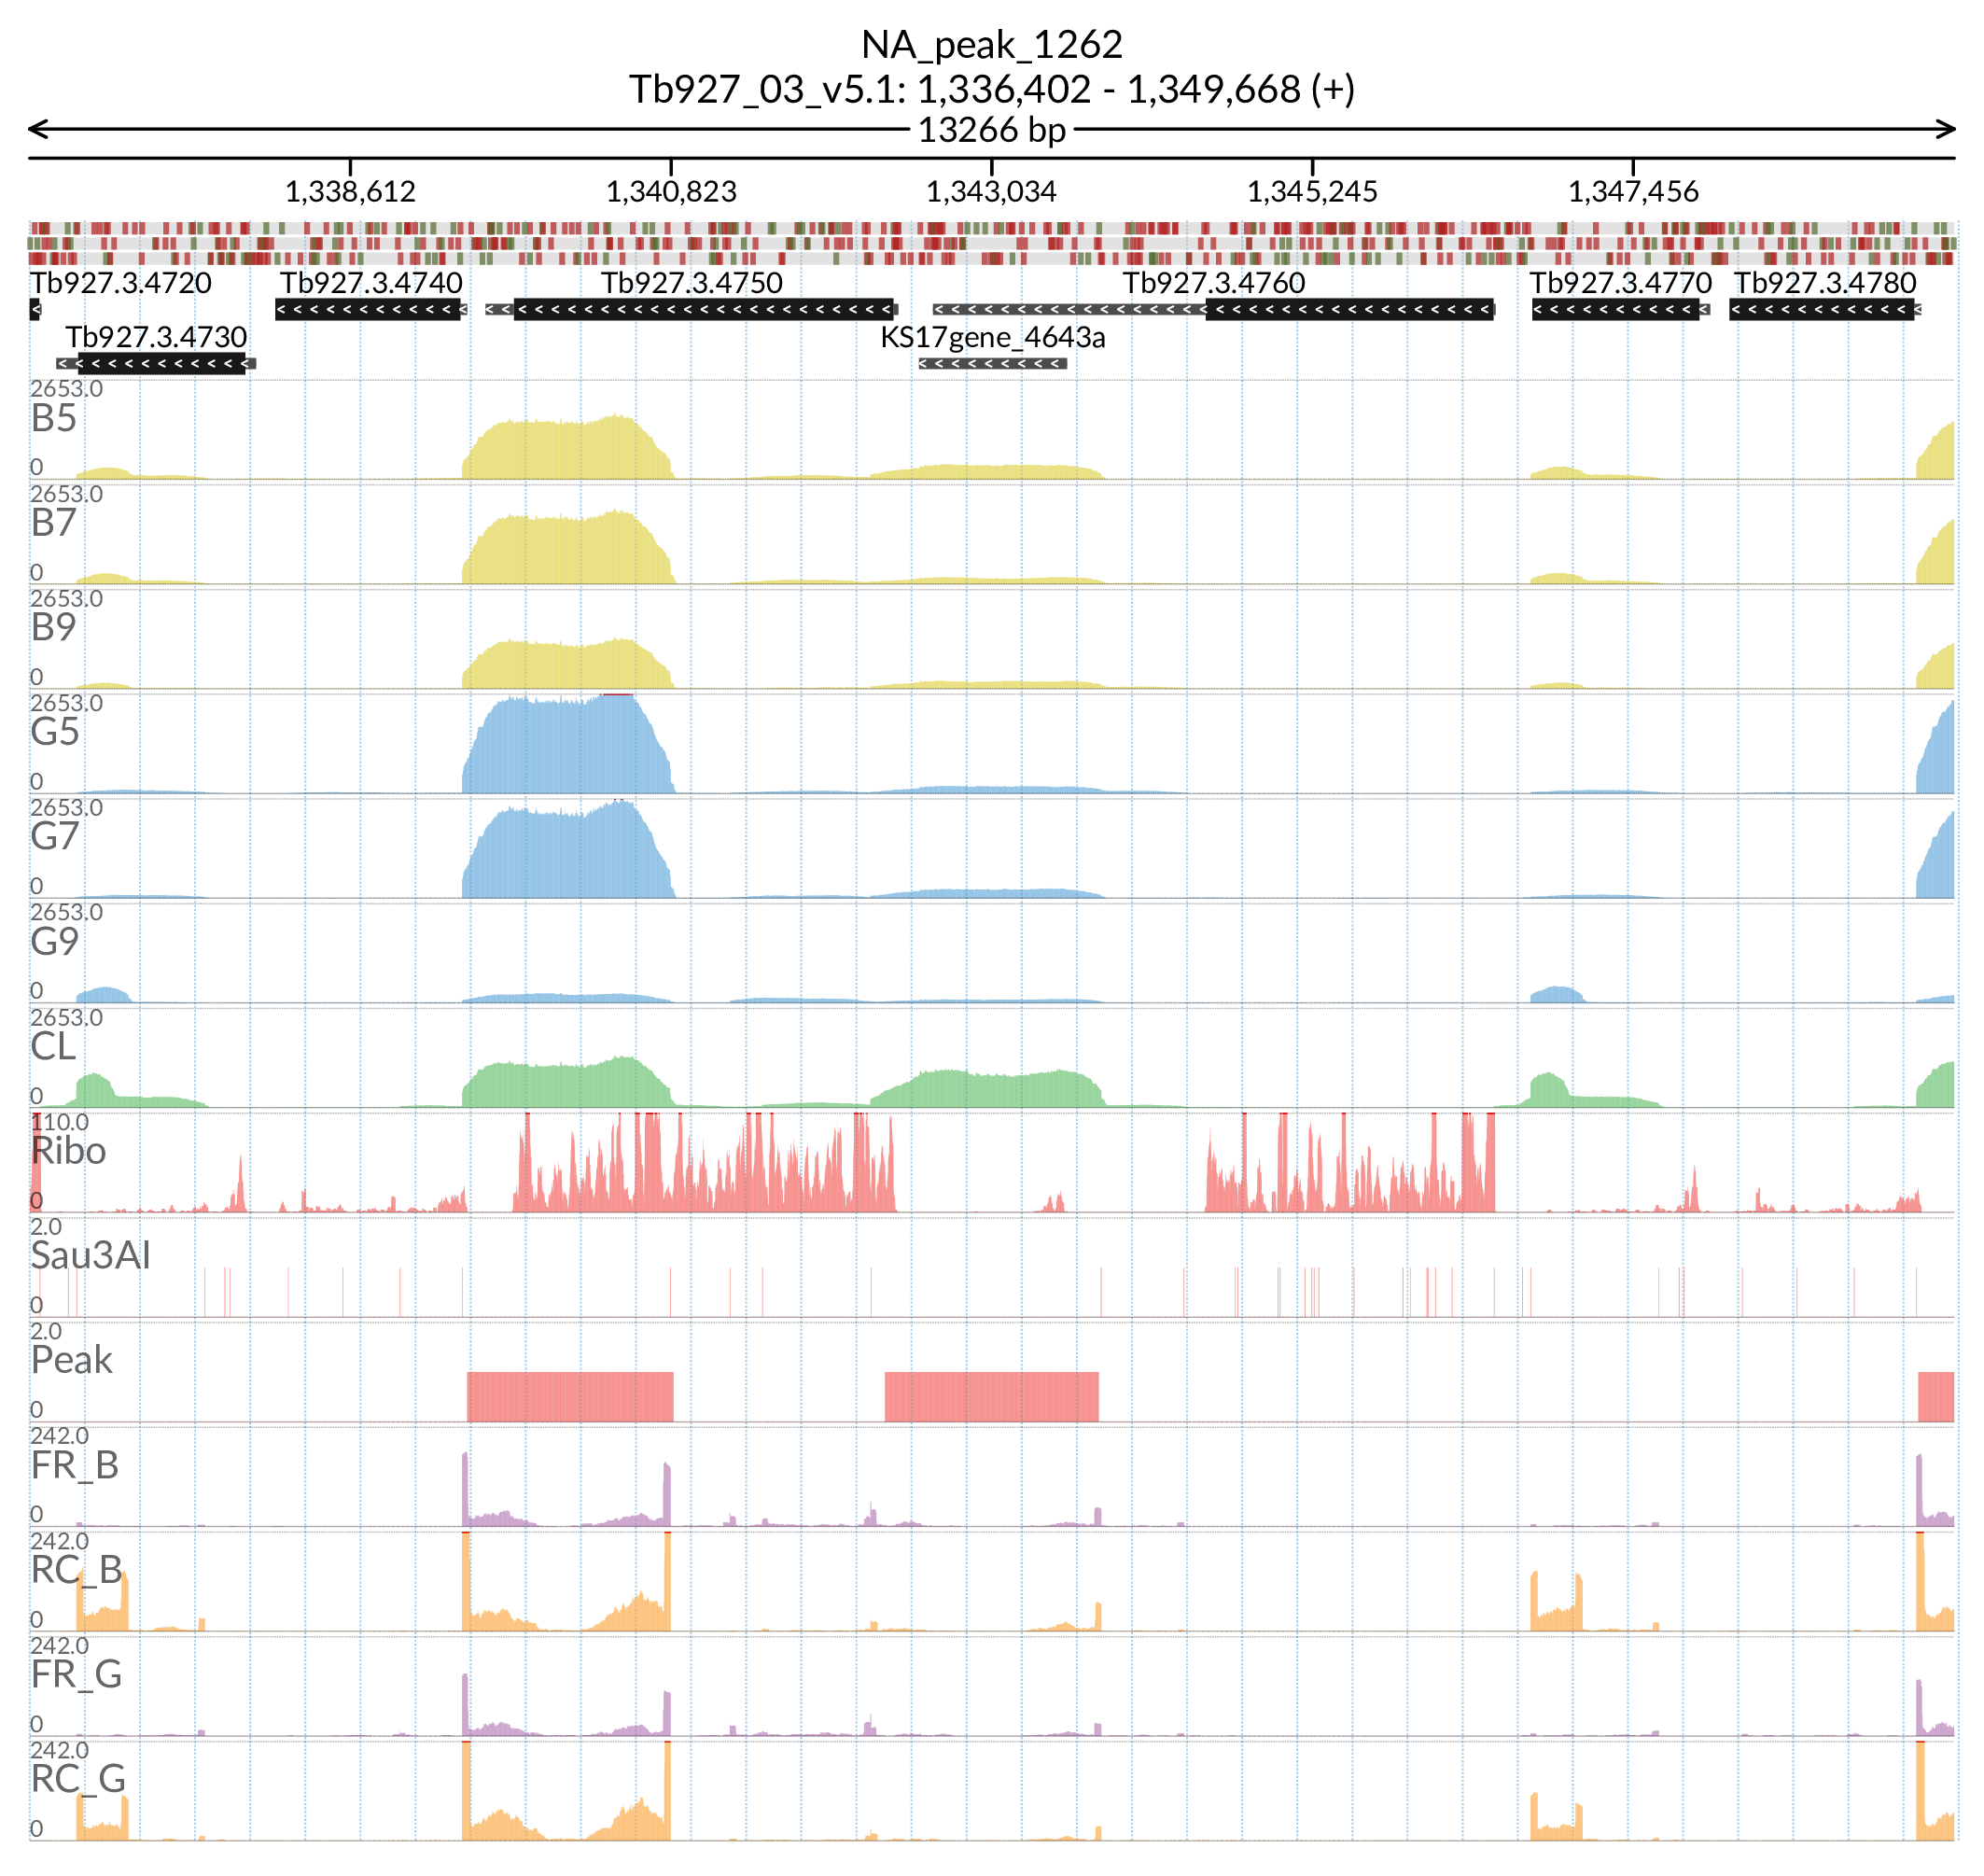 NA_peak_1262
Tb927_03_v5.1: 1,336,402 - 1,349,668 (+)
13266 bp
1,338,612 1,340,823 1,343,034 1,345,245 1,347,456
Tb927.3.4720 Tb927.3.4740 Tb927.3.4750 Tb927.3.4760 Tb927.3.4770 Tb927.3.4780
Tb927.3.4730 KS17gene_4643a
2653.0
B5
0
2653.0
B7
0
2653.0
B9
0
2653.0
G5
0
2653.0
G7
0
2653.0
G9
0
2653.0
CL
0
110.0
Ribo
0
2.0
Sau3AI
0
2.0
Peak
0
242.0
FR_B
0
242.0
RC_B
0
242.0
FR_G
0
242.0
RC_G
0